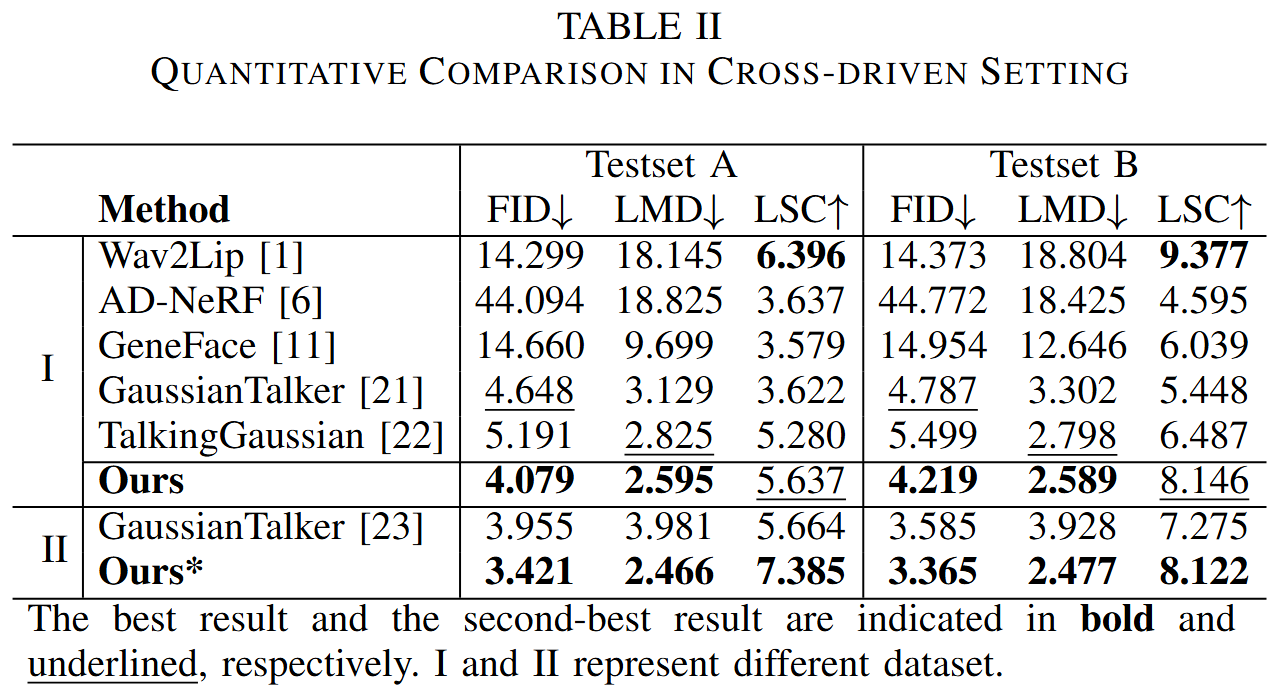 TABLE II
QUANTITATIVE COMPARISON IN CROSS-DRIVEN SETTING
Testset A Testset B
Method FID↓ LMD↓ LSC↑ FID↓ LMD↓ LSC↑
I
Wav2Lip [1] 14.299 18.145 6.396 14.373 18.804 9.377
AD-NeRF [6] 44.094 18.825 3.637 44.772 18.425 4.595
GeneFace [11] 14.660 9.699 3.579 14.954 12.646 6.039
GaussianTalker [21] 4.648 3.129 3.622 4.787 3.302 5.448
TalkingGaussian [22] 5.191 2.825 5.280 5.499 2.798 6.487
Ours 4.079 2.595 5.637 4.219 2.589 8.146
II
GaussianTalker [23] 3.955 3.981 5.664 3.585 3.928 7.275
Ours* 3.421 2.466 7.385 3.365 2.477 8.122
The best result and the second-best result are indicated in bold and
underlined, respectively. I and II represent different dataset.